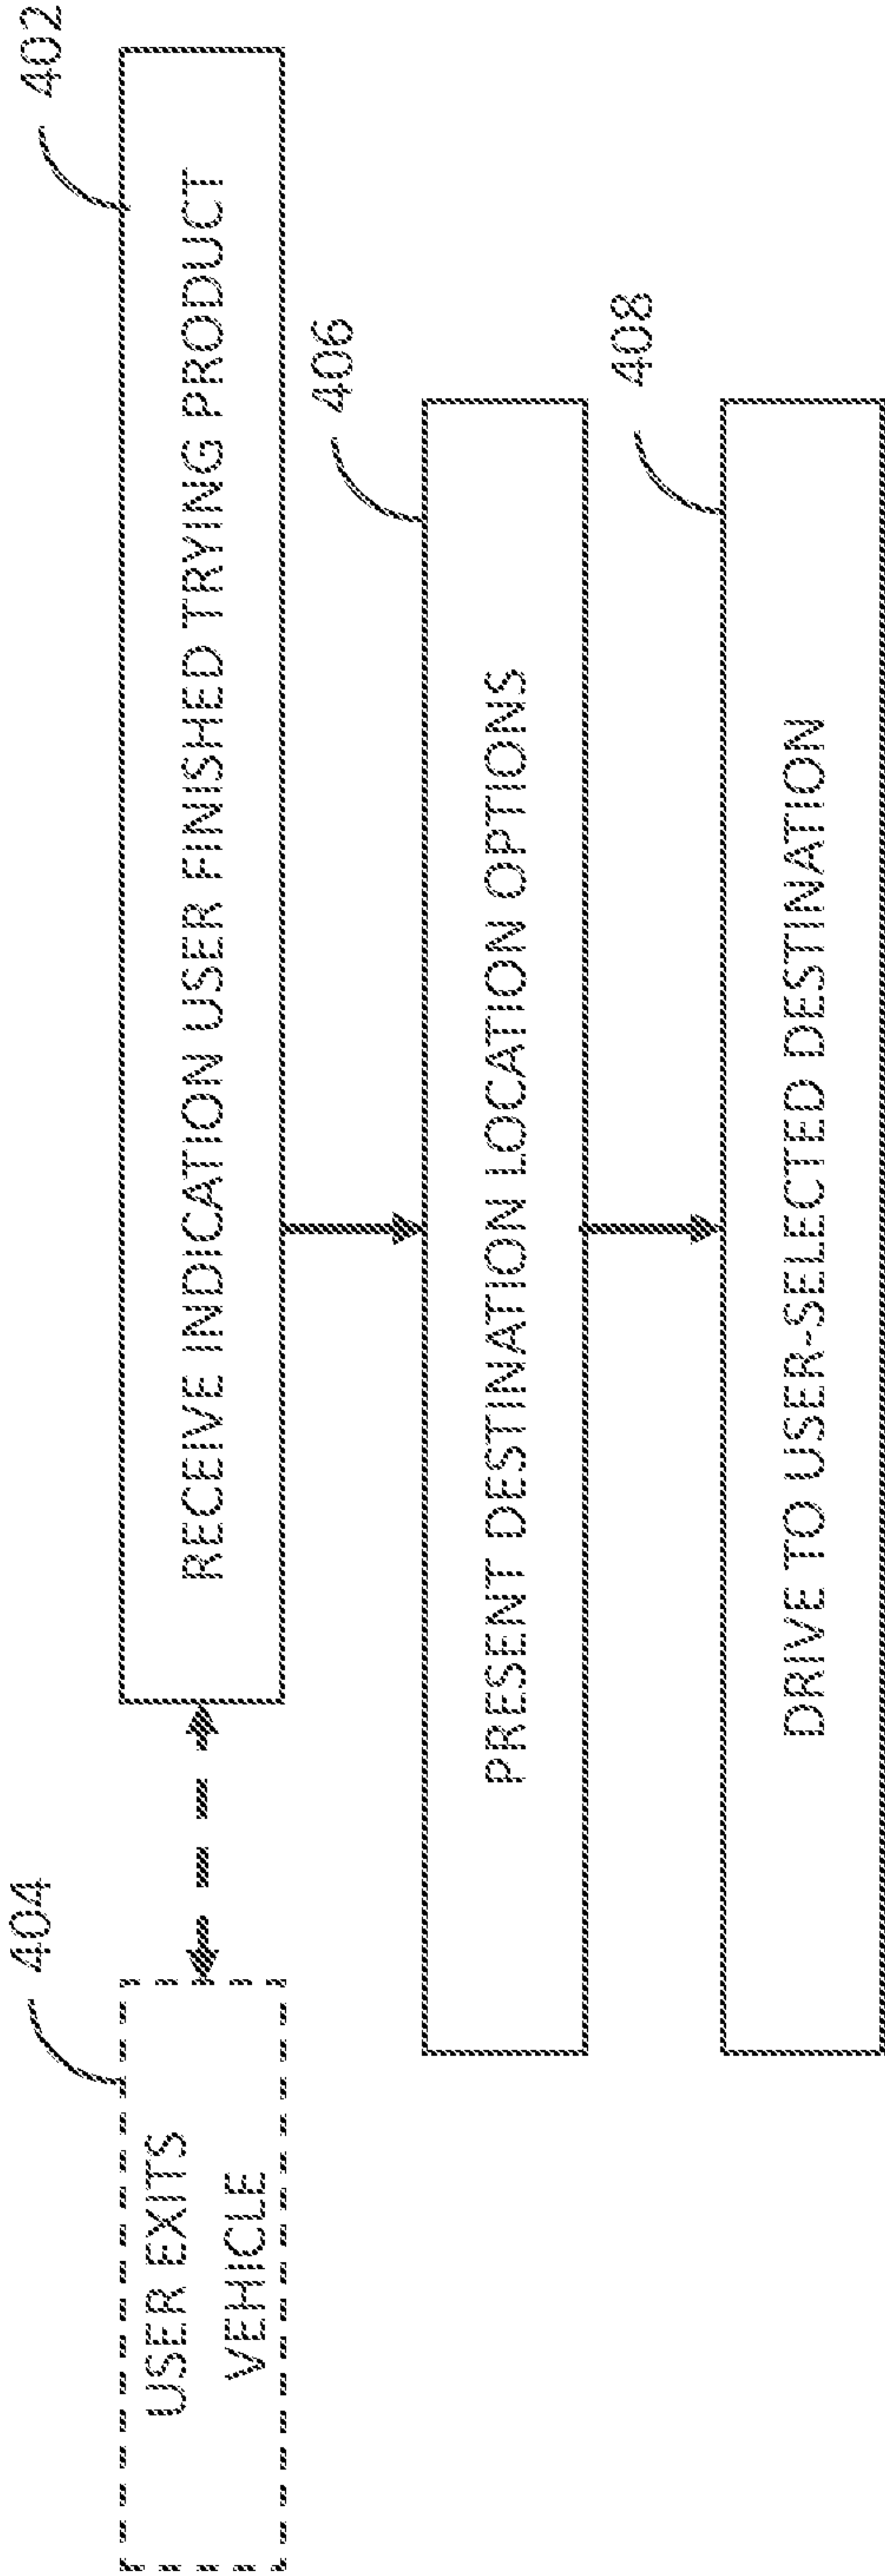 402
RECEIVE INDICATION USER FINISHED TRYING PRODUCT
404
USER EXITS
VEHICLE
406
PRESENT DESTINATION LOCATION OPTIONS
408
DRIVE TO USER-SELECTED DESTINATION